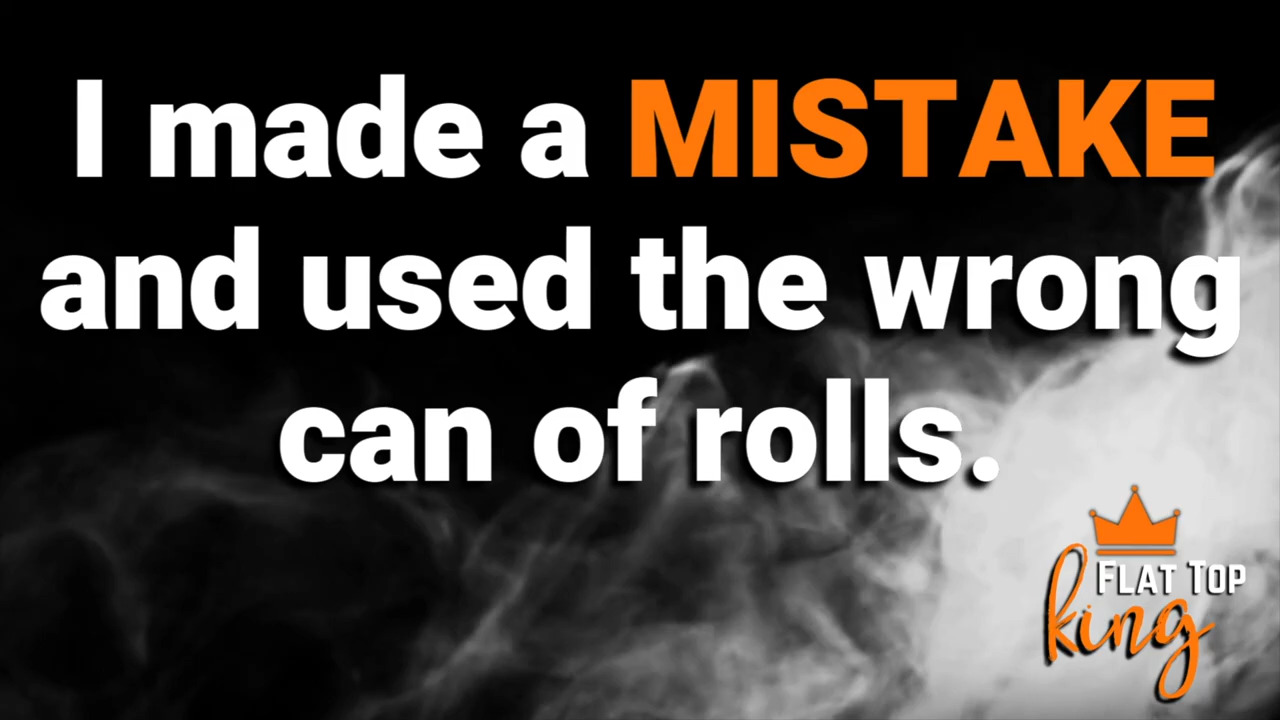 I made a MISTAKE
and used the wrong
can of rolls.
FLAT TOP
king